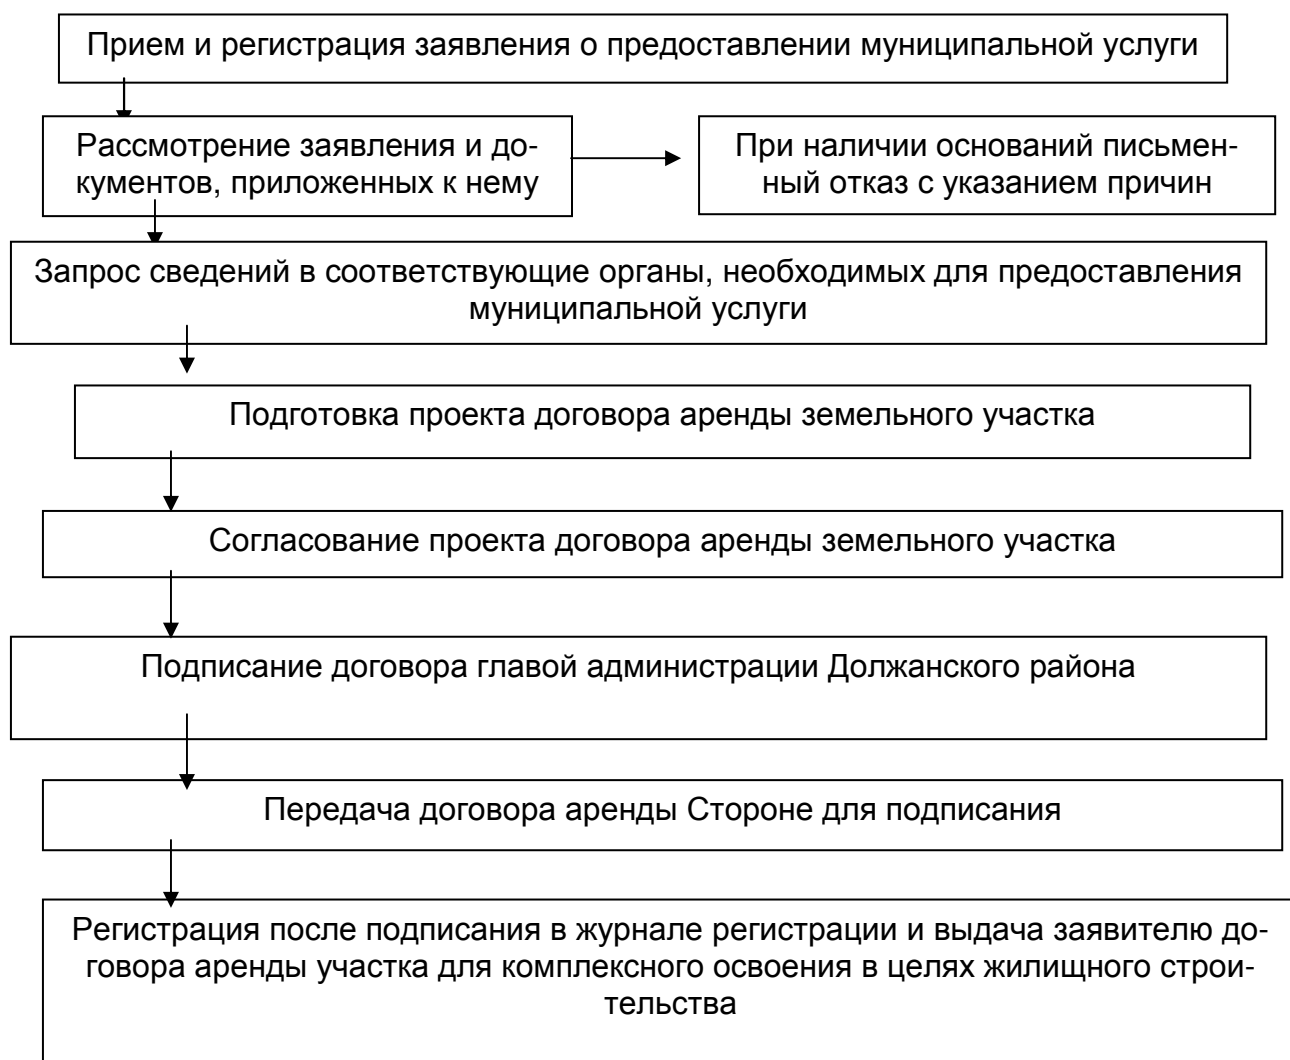 Прием и регистрация заявления о предоставлении муниципальной услуги
Рассмотрение заявления и до-
кументов, приложенных к нему
При наличии оснований письмен-
ный отказ с указанием причин
Запрос сведений в соответствующие органы, необходимых для предоставления
муниципальной услуги
Подготовка проекта договора аренды земельного участка
Согласование проекта договора аренды земельного участка
Подписание договора главой администрации Должанского района
Передача договора аренды Стороне для подписания
Регистрация после подписания в журнале регистрации и выдача заявителю до-
говора аренды участка для комплексного освоения в целях жилищного строи-
тельства